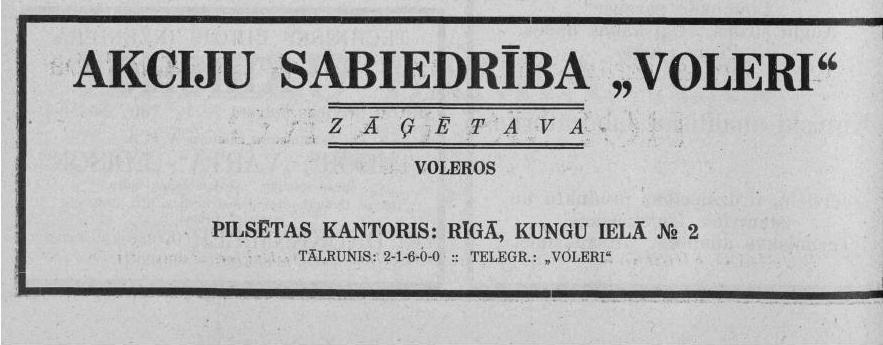 AKCIJU SABIEDRĪBA „VOLERI“
ZĀĢĒTAVA
VOLEROS
PILSĒTAS KANTORIS: RĪGĀ, KUNGU IELĀ № 2
TĀLRUNIS: 2-1-6-0-0 :: TELEGR.: „VOLERI“